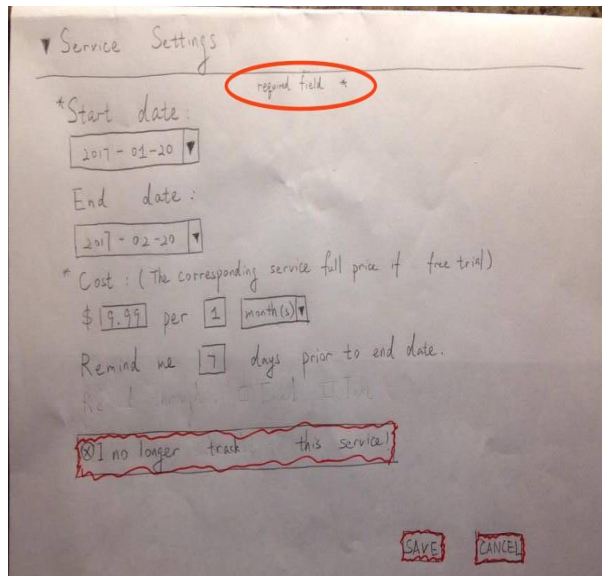 ▼ Service Settings
required field *
*Start date:
2017-01-20 ▼
End date:
2017-02-20 ▼
* Cost: (The corresponding service full price if free trial)
$ 9.99 per 1 month(s) ▼
Remind me 7 days prior to end date.
ⓧ I no longer track this service!
SAVE CANCEL